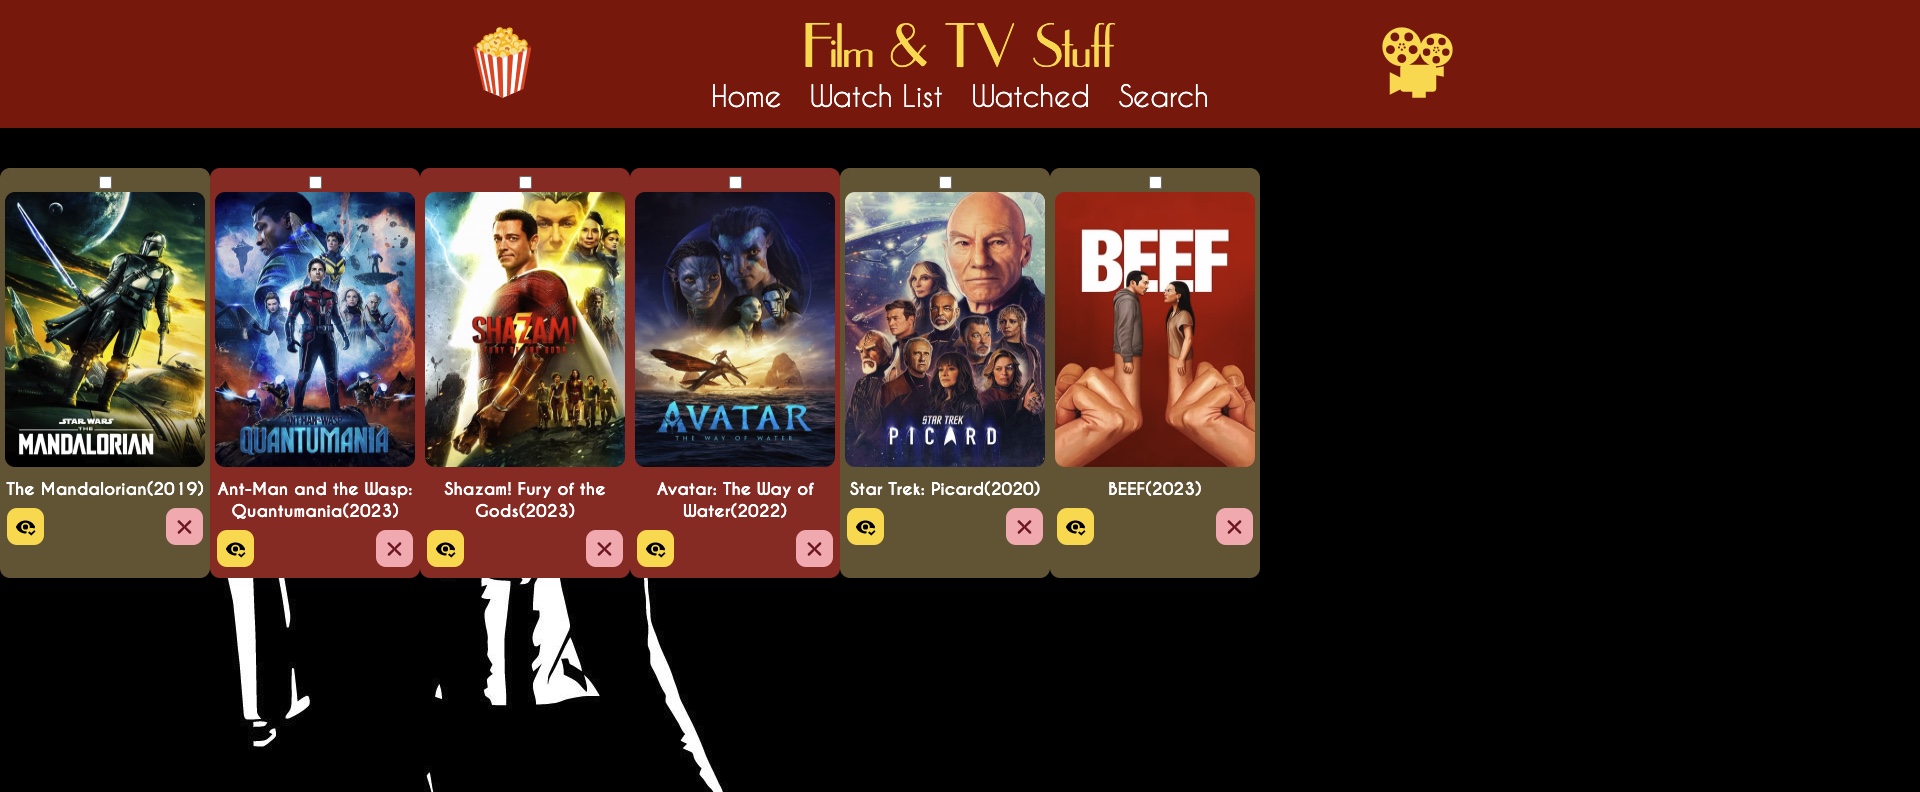 Film & TV Stuff
Home Watch List Watched Search
STAR WARS
THE
MANDALORIAN
The Mandalorian(2019)
ANT-MAN AND THE WASP
QUANTUMANIA
Ant-Man and the Wasp:
Quantumania(2023)
SHAZAM!
FURY OF THE GODS
Shazam! Fury of the
Gods(2023)
AVATAR
THE WAY OF WATER
Avatar: The Way of
Water(2022)
STAR TREK
PICARD
Star Trek: Picard(2020)
BEEF
BEEF(2023)